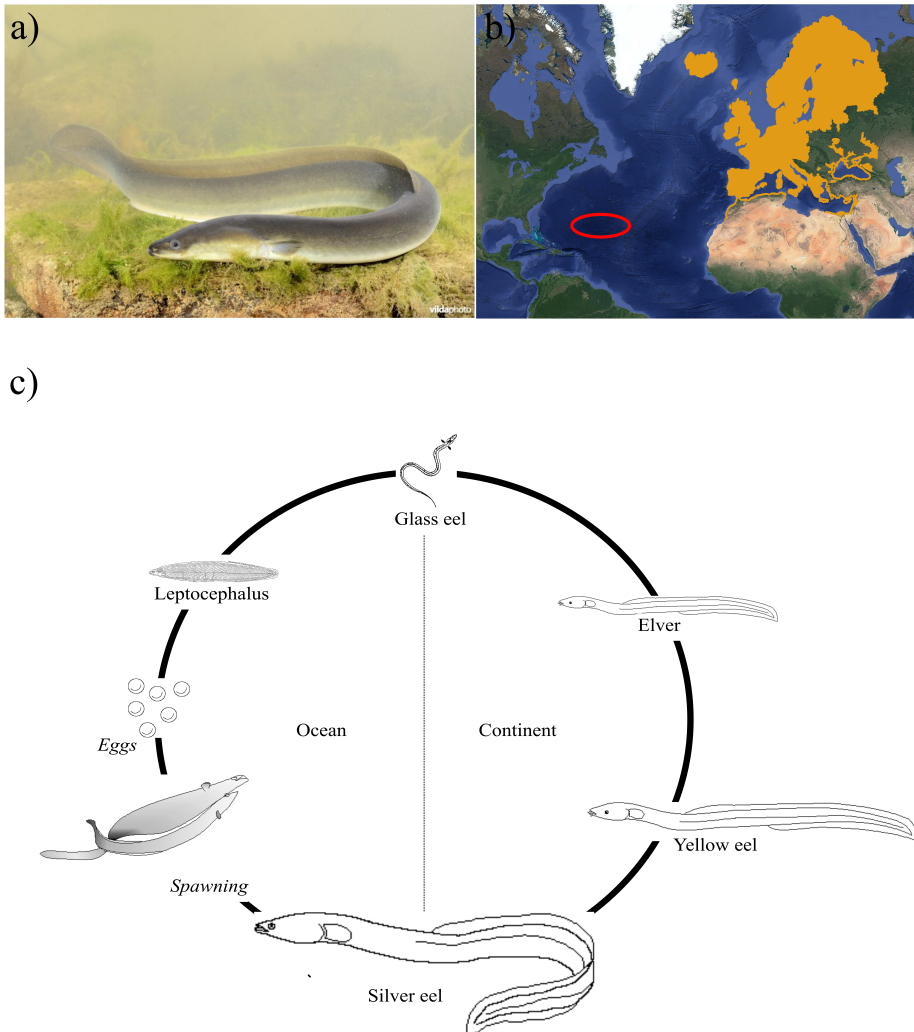 a)
b)
vildaphoto
c)
Glass eel
Leptocephalus
Elver
Ocean
Continent
Eggs
Yellow eel
Spawning
Silver eel